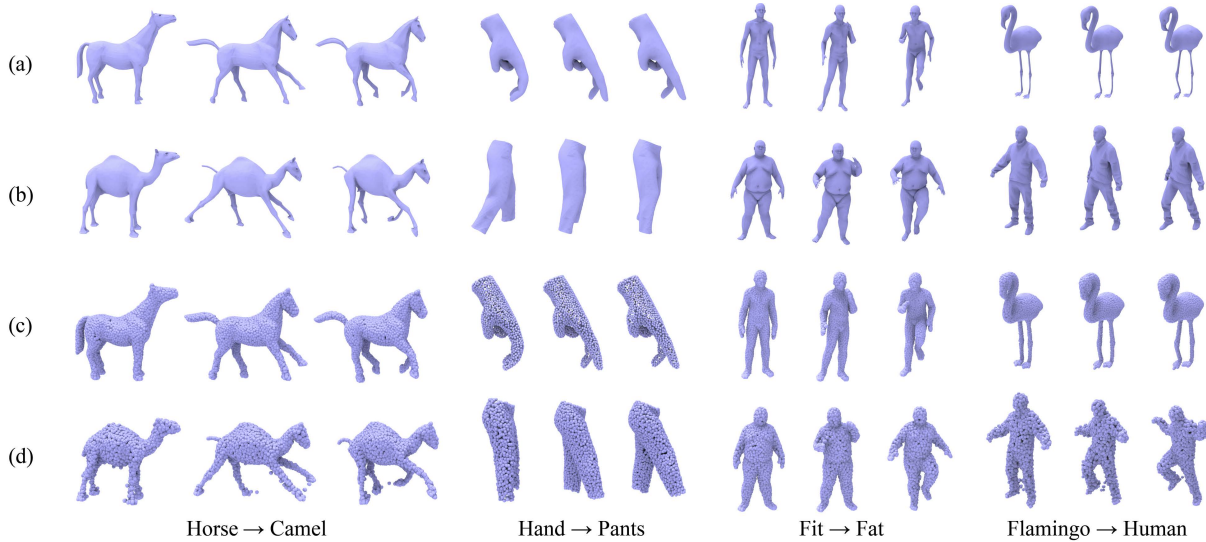 (a)
(b)
(c)
(d)
Horse → Camel
Hand → Pants
Fit → Fat
Flamingo → Human